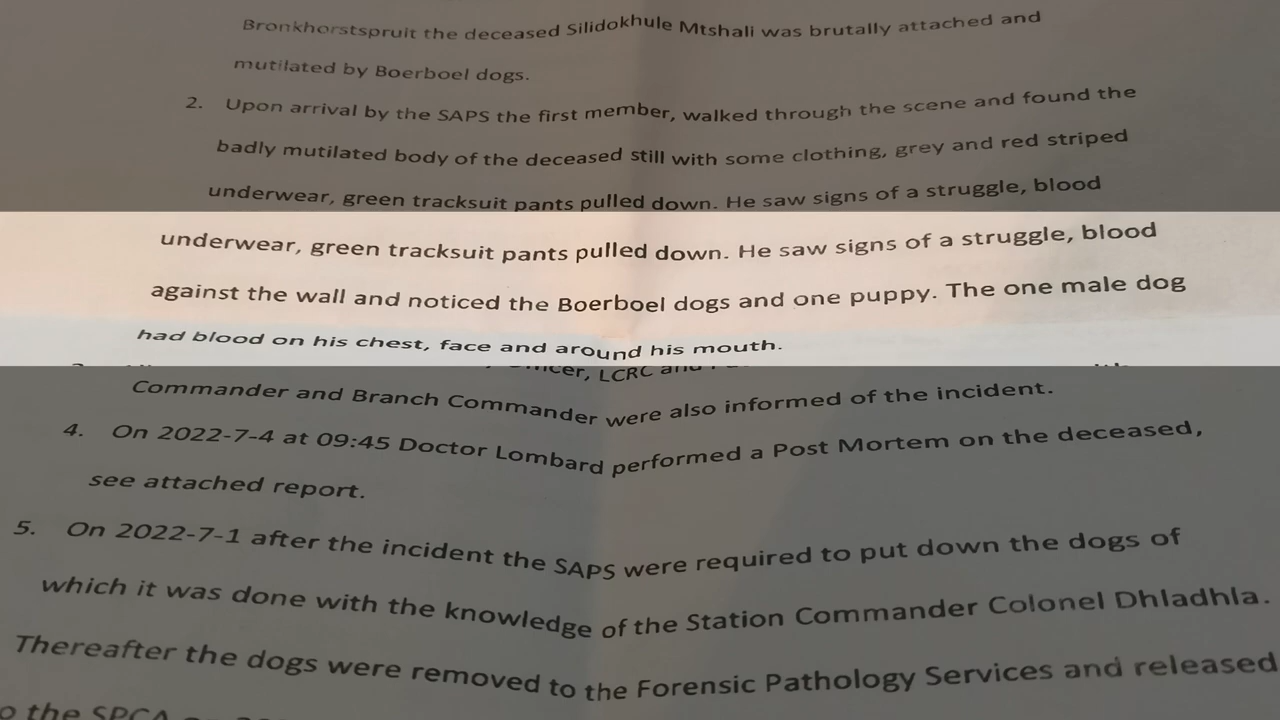 Bronkhorstspruit the deceased Silidokhule Mtshali was brutally attached and
mutilated by Boerboel dogs.
2. Upon arrival by the SAPS the first member, walked through the scene and found the
badly mutilated body of the deceased still with some clothing, grey and red striped
underwear, green tracksuit pants pulled down. He saw signs of a struggle, blood
underwear, green tracksuit pants pulled down. He saw signs of a struggle, blood
against the wall and noticed the Boerboel dogs and one puppy. The one male dog
had blood on his chest, face and around his mouth.
LCRC and
Commander and Branch Commander were also informed of the incident.
4. On 2022-7-4 at 09:45 Doctor Lombard performed a Post Mortem on the deceased,
see attached report.
5. On 2022-7-1 after the incident the SAPS were required to put down the dogs of
which it was done with the knowledge of the Station Commander Colonel Dhladhla.
Thereafter the dogs were removed to the Forensic Pathology Services and released
the SPCA